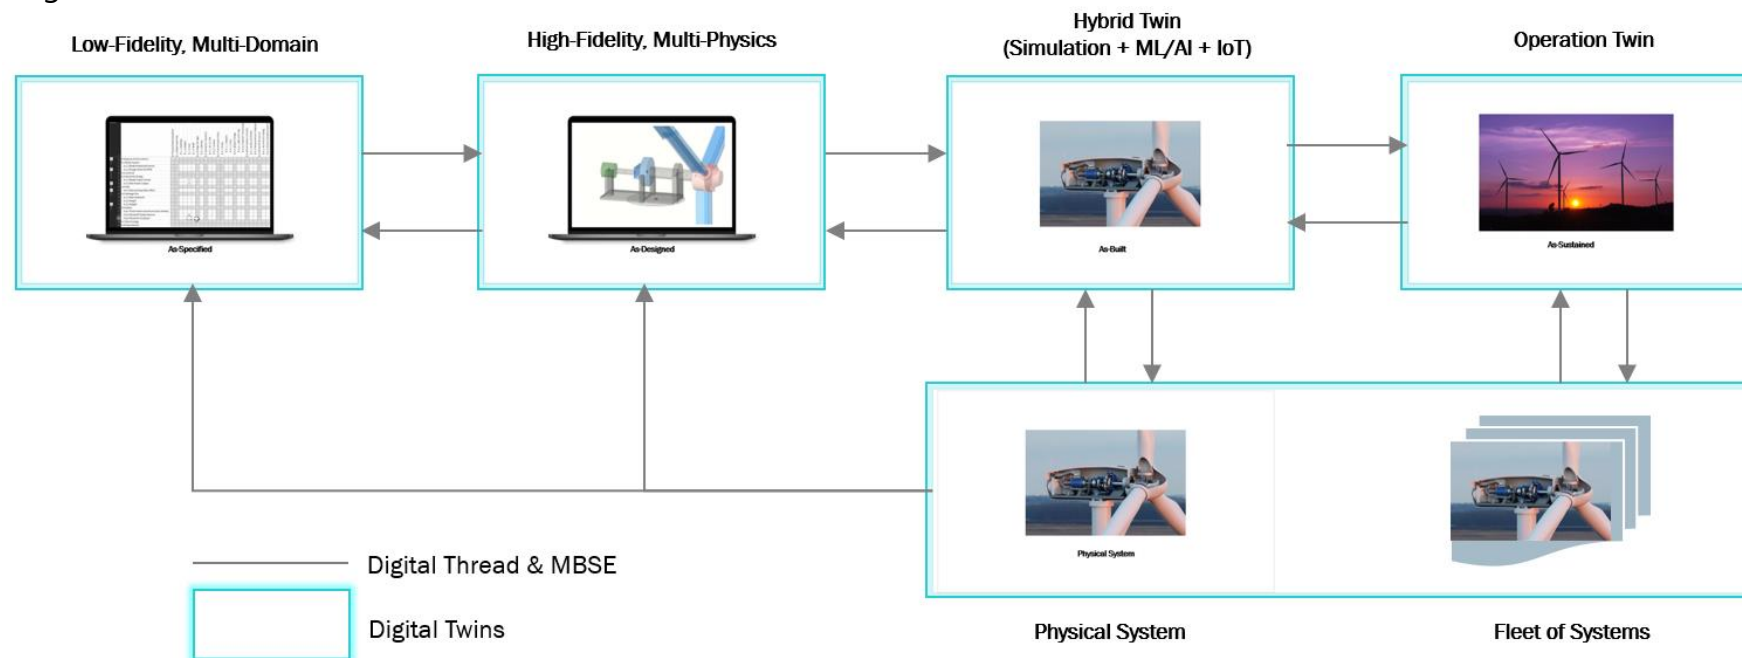 Low-Fidelity, Multi-Domain
High-Fidelity, Multi-Physics
Hybrid Twin
(Simulation + ML/AI + IoT)
Operation Twin
As-Specified
As-Designed
As-Built
As-Sustained
Physical System
Digital Thread & MBSE
Digital Twins
Physical System
Fleet of Systems